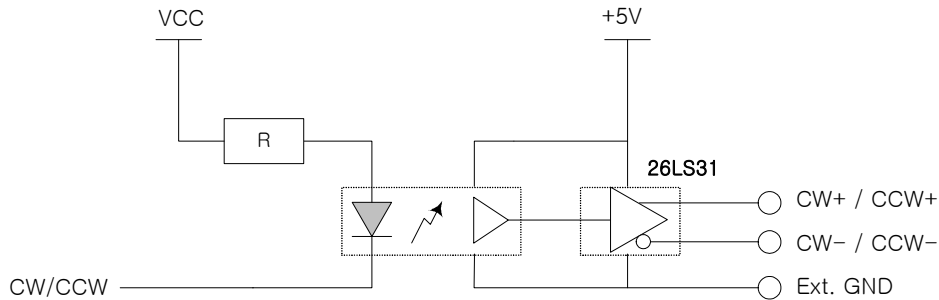 VCC
+5V
R
26LS31
CW+ / CCW+
CW- / CCW-
CW/CCW
Ext. GND